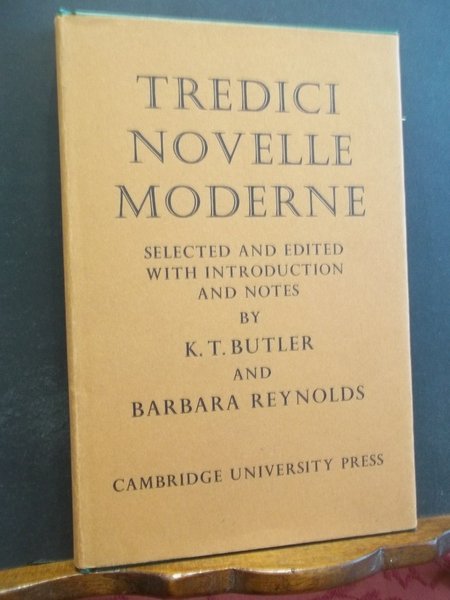 TREDICI
NOVELLE
MODERNE
SELECTED AND EDITED
WITH INTRODUCTION
AND NOTES
BY
K. T. BUTLER
AND
BARBARA REYNOLDS
CAMBRIDGE UNIVERSITY PRESS